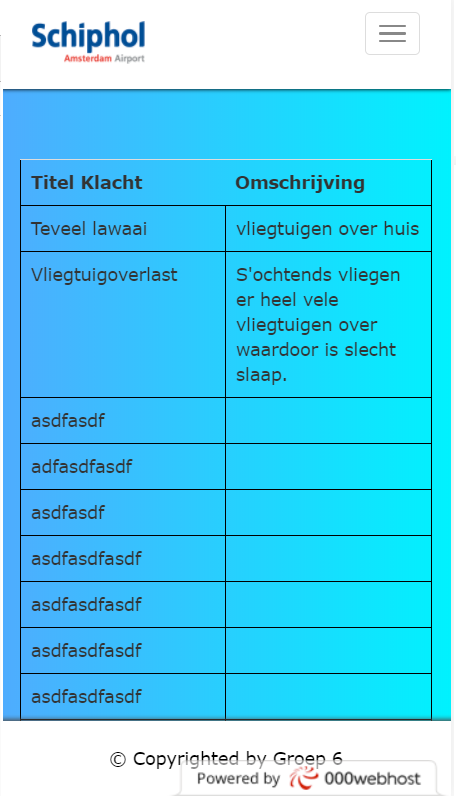 Schiphol
Amsterdam Airport
Titel Klacht Omschrijving
Teveel lawaai vliegtuigen over huis
Vliegtuigoverlast S'ochtends vliegen
er heel vele
vliegtuigen over
waardoor is slecht
slaap.
asdfasdf
adfasdfasdf
asdfasdf
asdfasdfasdf
asdfasdfasdf
asdfasdfasdf
asdfasdfasdf
© Copyrighted by Groep 6
Powered by 000webhost